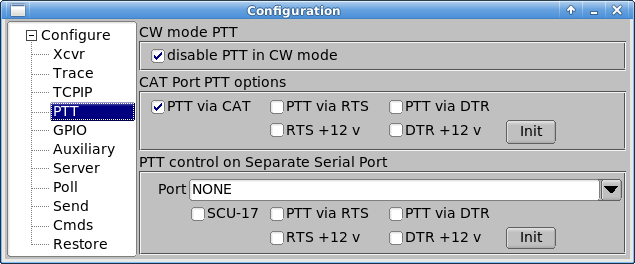 Configuration
Configure
Xcvr
Trace
TCPIP
PTT
GPIO
Auxiliary
Server
Poll
Send
Cmds
Restore
CW mode PTT
disable PTT in CW mode
CAT Port PTT options
PTT via CAT PTT via RTS PTT via DTR
RTS +12 v DTR +12 v Init
PTT control on Separate Serial Port
Port NONE
SCU-17 PTT via RTS PTT via DTR
RTS +12 v DTR +12 v Init